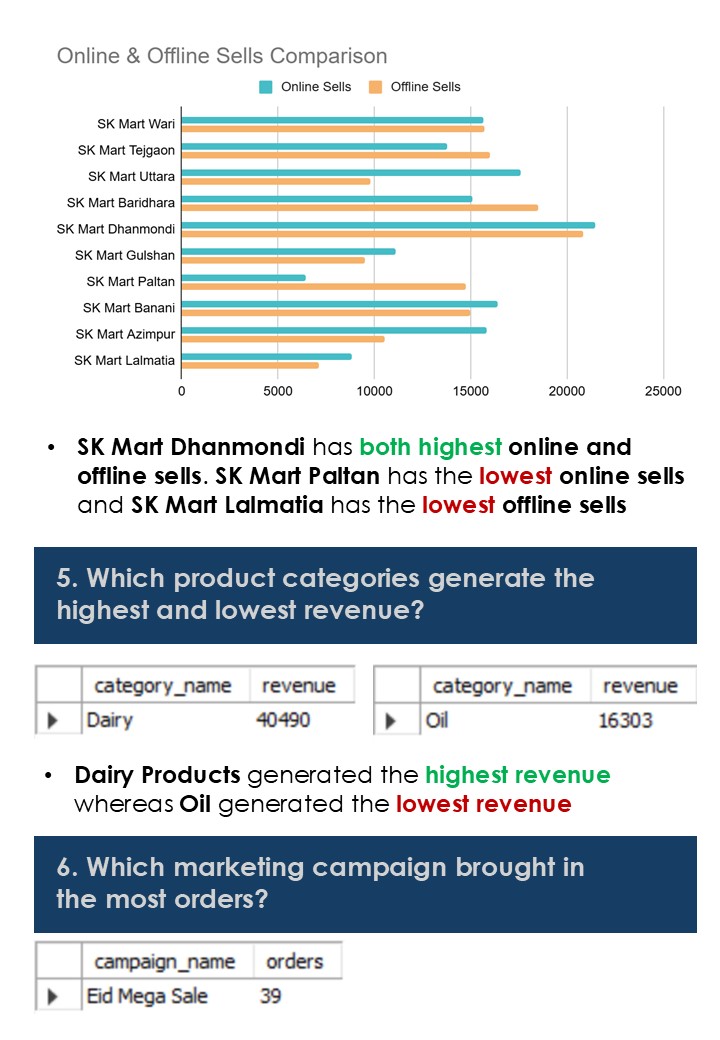 Online & Offline Sells Comparison
Online Sells
Offline Sells
SK Mart Wari
SK Mart Tejgaon
SK Mart Uttara
SK Mart Baridhara
SK Mart Dhanmondi
SK Mart Gulshan
SK Mart Paltan
SK Mart Banani
SK Mart Azimpur
SK Mart Lalmatia
0 5000 10000 15000 20000 25000
• SK Mart Dhanmondi has both highest online and
offline sells. SK Mart Paltan has the lowest online sells
and SK Mart Lalmatia has the lowest offline sells
5. Which product categories generate the
highest and lowest revenue?
category_name revenue
Dairy 40490
category_name revenue
Oil 16303
• Dairy Products generated the highest revenue
whereas Oil generated the lowest revenue
6. Which marketing campaign brought in
the most orders?
campaign_name orders
Eid Mega Sale 39